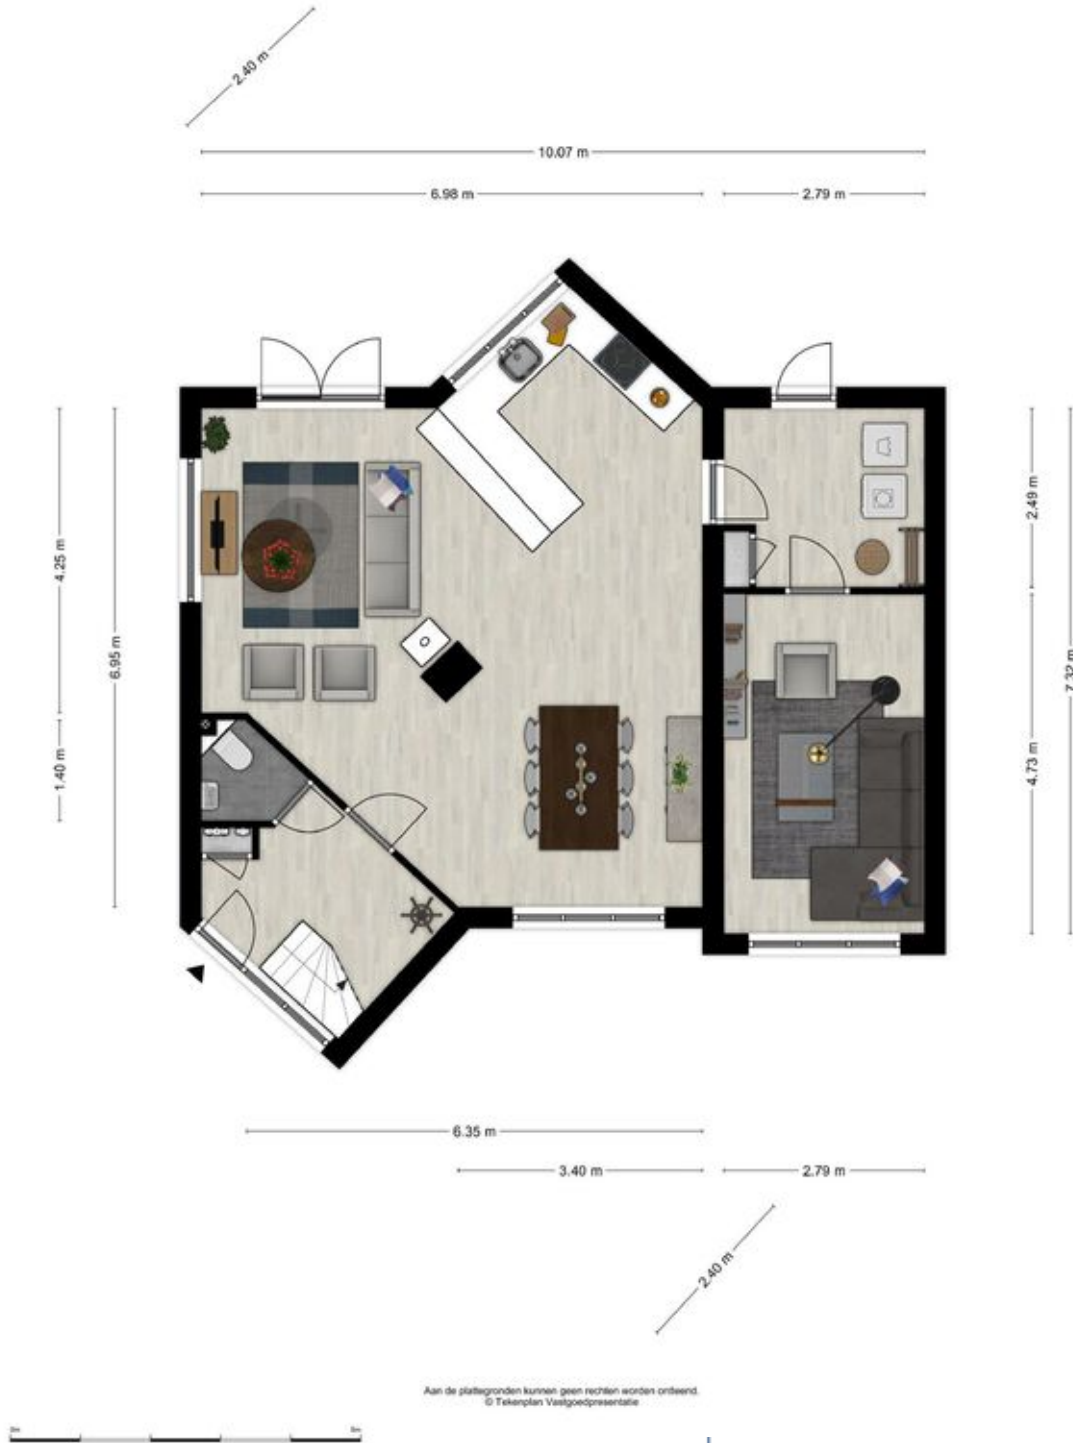 2.40 m
10.07 m
6.98 m
2.79 m
4.25 m
6.95 m
1.40 m
2.49 m
4.73 m
7.32 m
6.35 m
3.40 m
2.79 m
2.40 m
Aan de plattegronden kunnen geen rechten worden ontleend.
© Tekenplan Vastgoedpresentatie
0m
5m